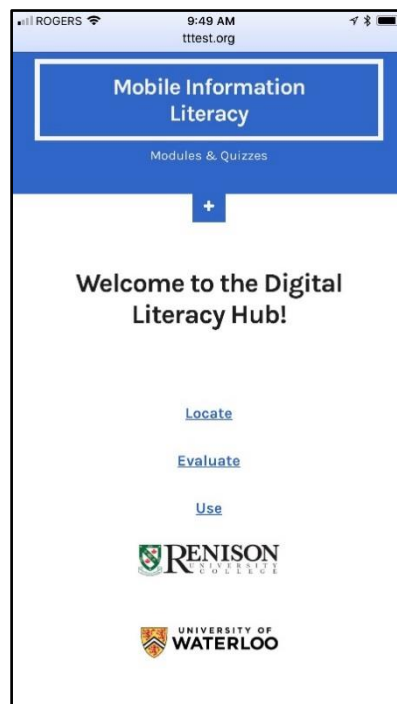 ROGERS 9:49 AM
tttest.org
Mobile Information
Literacy
Modules & Quizzes
+
Welcome to the Digital
Literacy Hub!
Locate
Evaluate
Use
RENISON
UNIVERSITY
COLLEGE
UNIVERSITY OF
WATERLOO